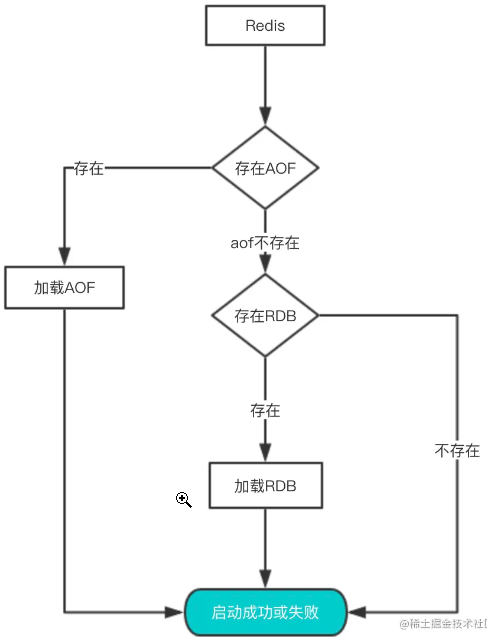 Redis
存在AOF
存在
aof不存在
加载AOF
存在RDB
存在
不存在
加载RDB
启动成功或失败
@稀土掘金技术社区